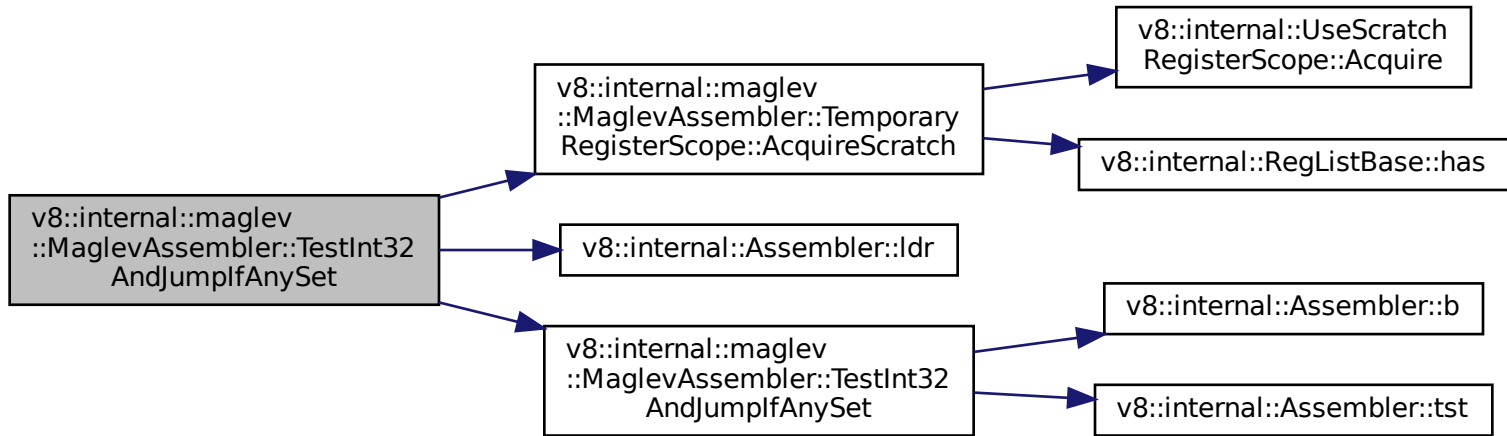 v8::internal::maglev
::MaglevAssembler::TestInt32
AndJumpIfAnySet
v8::internal::maglev
::MaglevAssembler::Temporary
RegisterScope::AcquireScratch
v8::internal::UseScratch
RegisterScope::Acquire
v8::internal::RegListBase::has
v8::internal::Assembler::ldr
v8::internal::maglev
::MaglevAssembler::TestInt32
AndJumpIfAnySet
v8::internal::Assembler::b
v8::internal::Assembler::tst